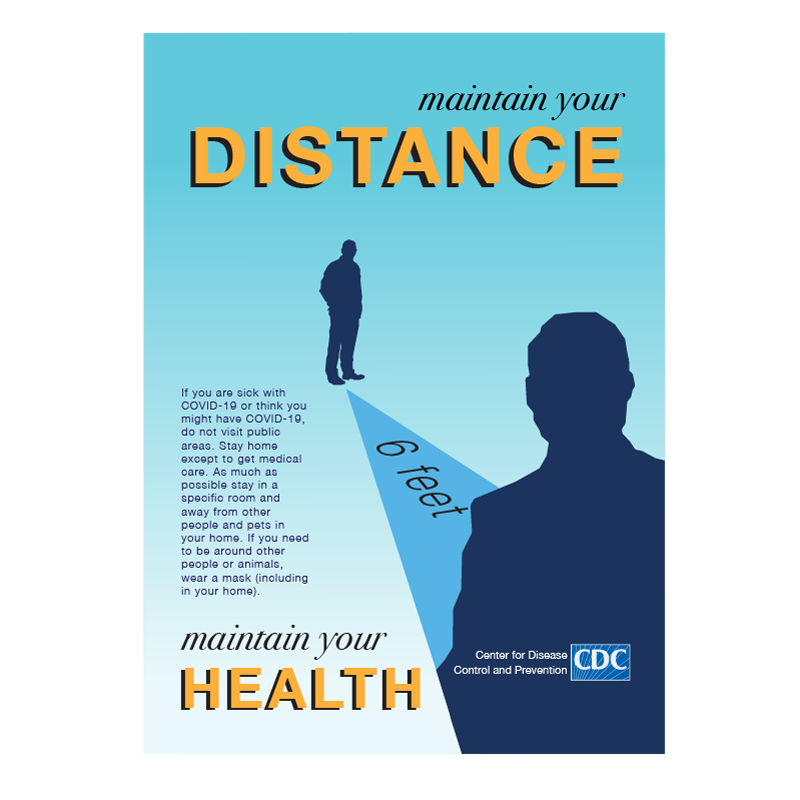 maintain your
DISTANCE
If you are sick with
COVID-19 or think you
might have COVID-19,
do not visit public
areas. Stay home
except to get medical
care. As much as
possible stay in a
specific room and
away from other
people and pets in
your home. If you need
to be around other
people or animals,
wear a mask (including
in your home).
6 feet
maintain your
HEALTH
Center for Disease
Control and Prevention
CDC